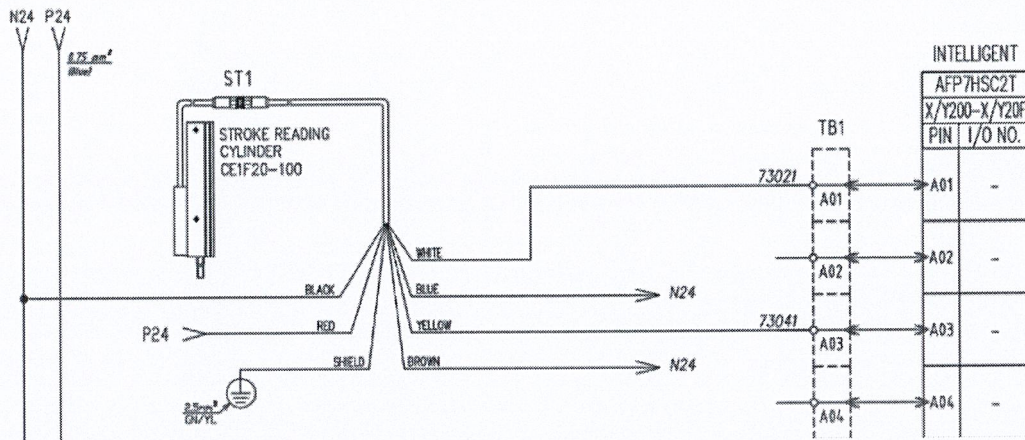 N24 P24
0.75 mm²
(Blue)
ST1
STROKE READING
CYLINDER
CE1F20-100
INTELLIGENT
AFP7HSC2T
X/Y200-X/Y20F
PIN I/O NO.
TB1
73021
A01
A01 -
WHITE
A02
A02 -
BLACK
BLUE
N24
P24
RED
YELLOW
73041
A03
A03 -
SHIELD
BROWN
N24
2.5mm²
GN/YL
A04
A04 -